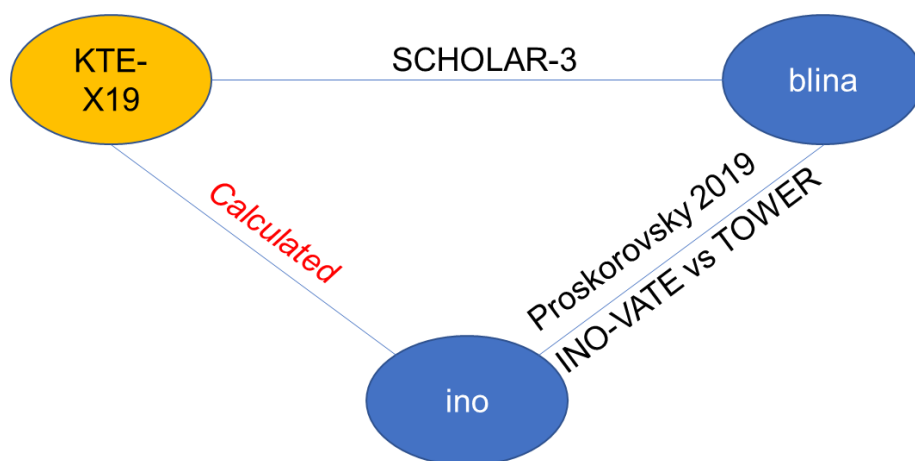 KTE-
X19
SCHOLAR-3
blina
Calculated
Proskorovsky 2019
INO-VATE vs TOWER
ino